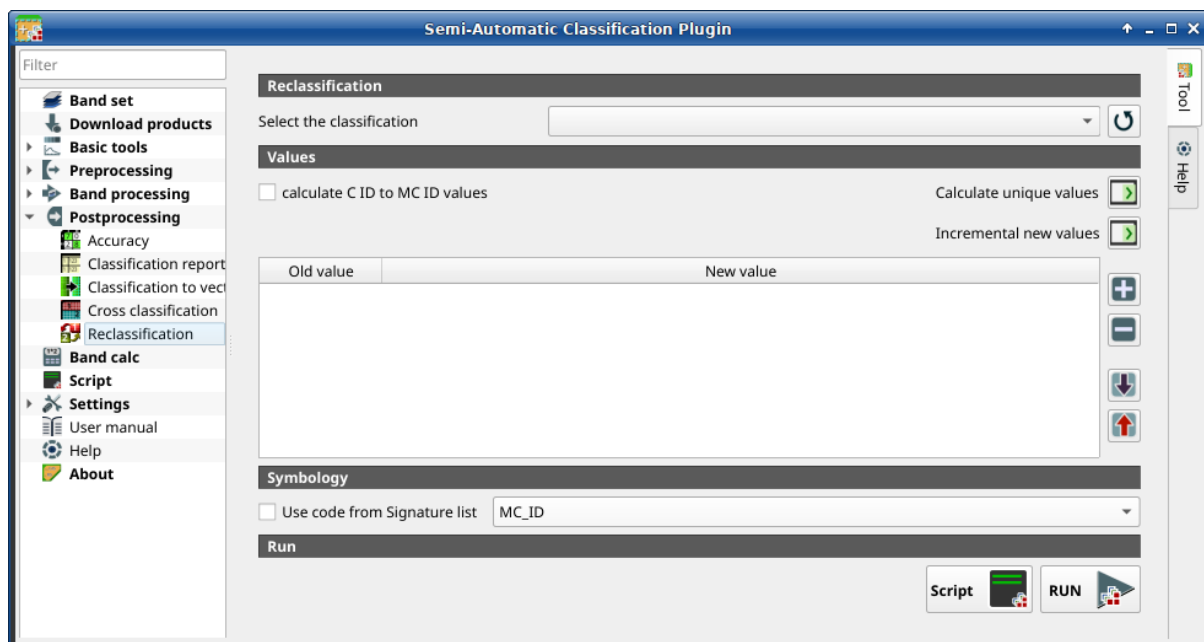 Semi-Automatic Classification Plugin
Filter
Band set
Download products
Basic tools
Preprocessing
Band processing
Postprocessing
Accuracy
Classification report
Classification to vect
Cross classification
Reclassification
Band calc
Script
Settings
User manual
Help
About
Reclassification
Select the classification
Values
calculate C ID to MC ID values
Calculate unique values
Incremental new values
Old value New value
Symbology
Use code from Signature list MC_ID
Run
Script RUN
Tool
Help